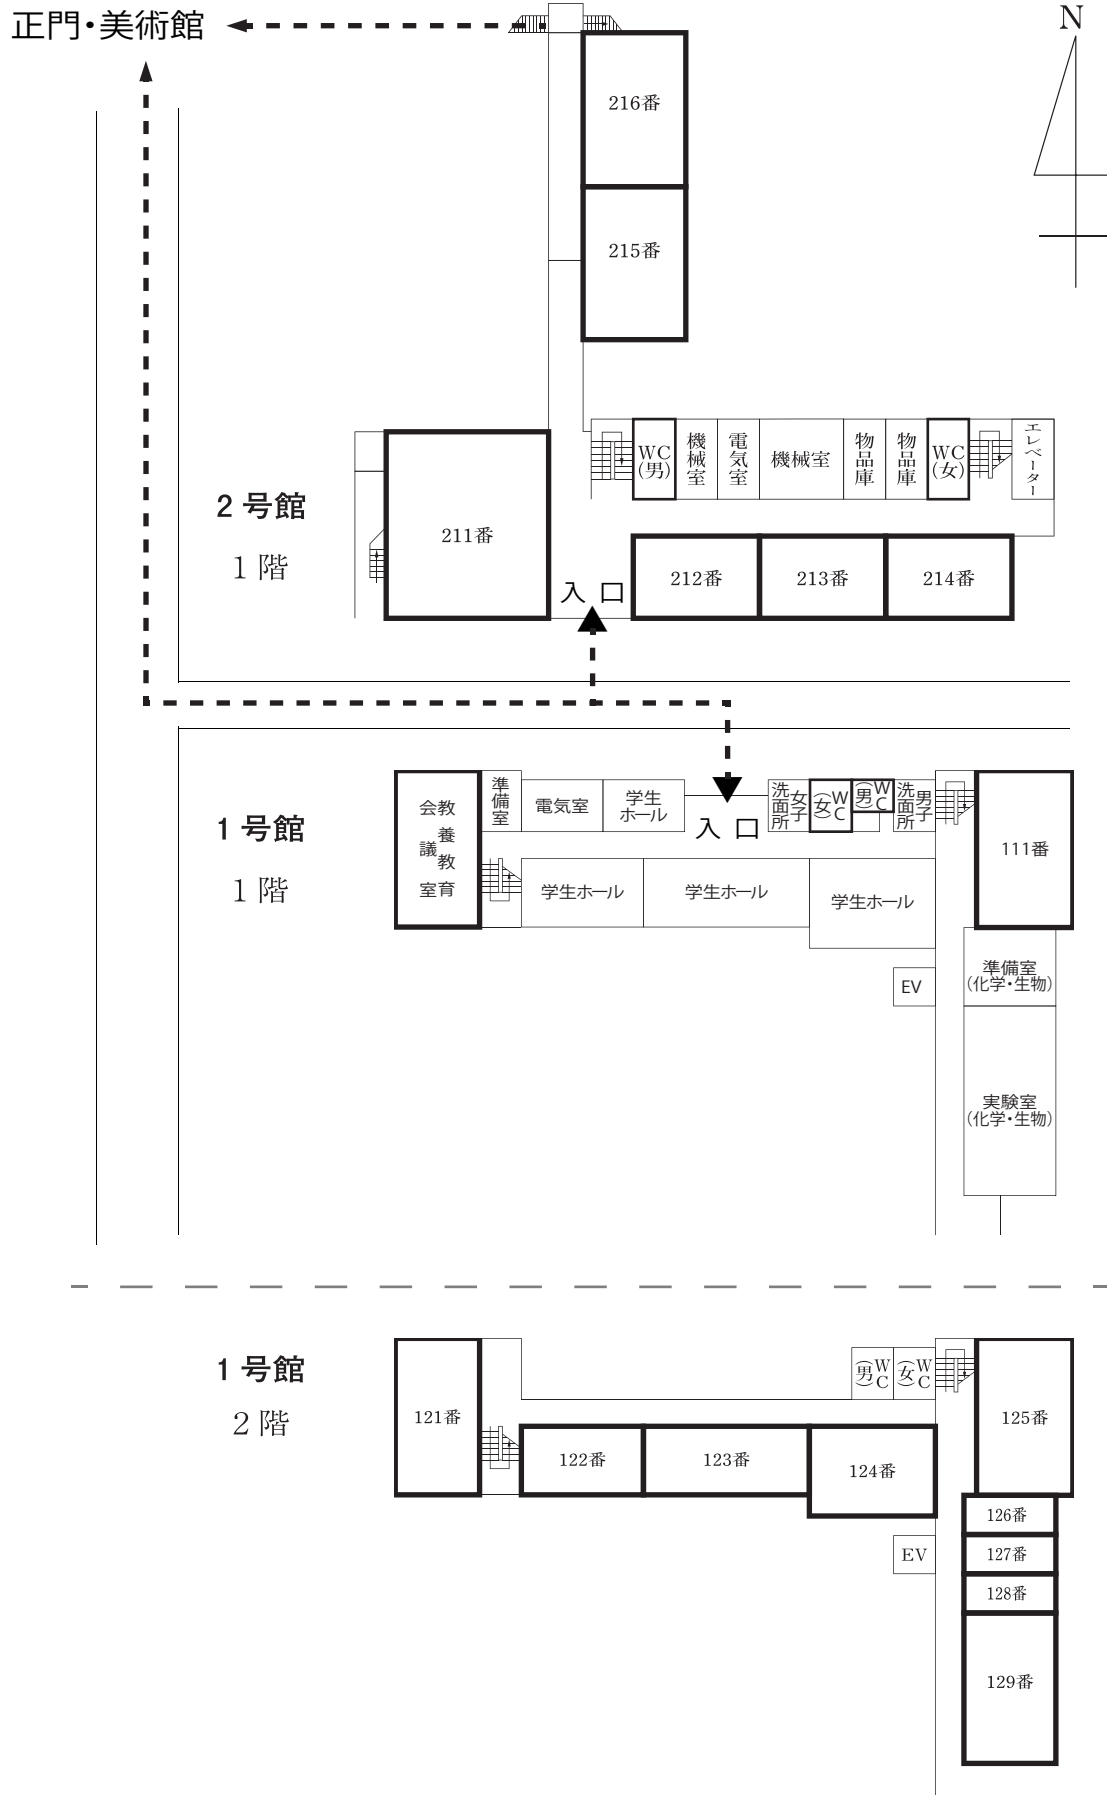 正門・美術館
N
216番
215番
WC
(男)
機械室
電気室
機械室
物品庫
物品庫
WC
(女)
エレベーター
2号館
1階
211番
入口
212番
213番
214番
1号館
1階
教養教育
会議室
準備室
電気室
学生
ホール
入口
女子
洗面所
WC
(女)
WC
(男)
男子
洗面所
111番
学生ホール
学生ホール
学生ホール
EV
準備室
(化学・生物)
実験室
(化学・生物)
1号館
2階
121番
122番
123番
124番
WC
(男)
WC
(女)
125番
EV
126番
127番
128番
129番